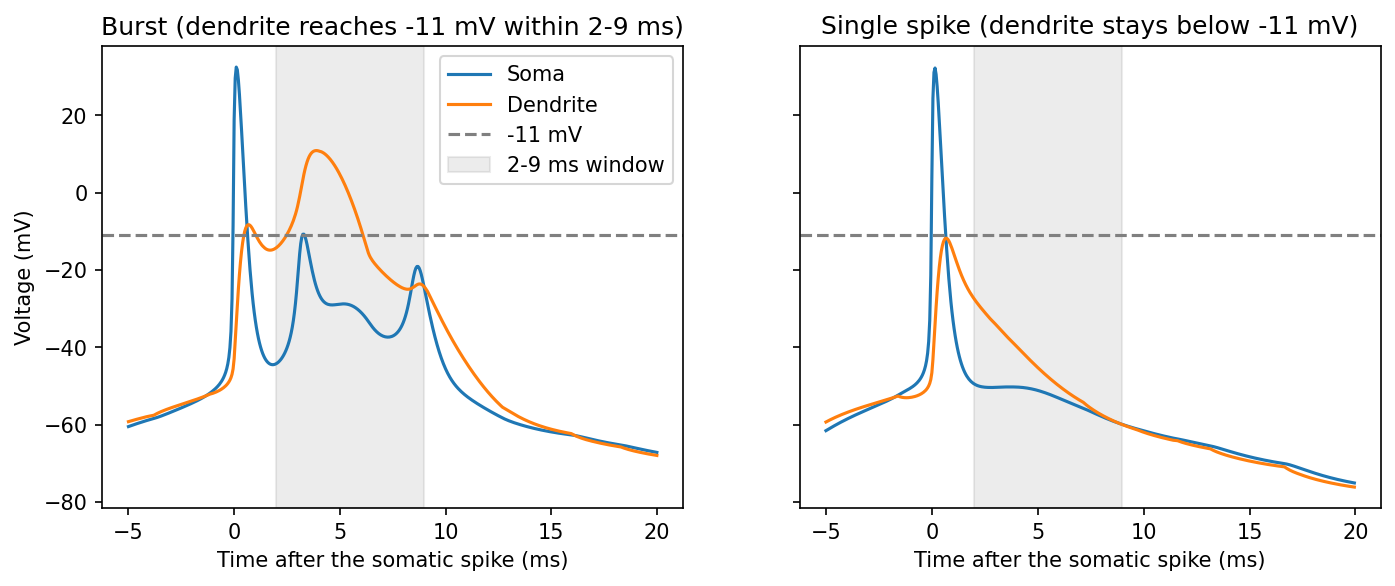 Burst (dendrite reaches -11 mV within 2-9 ms)
Soma
Dendrite
-11 mV
2-9 ms window
Voltage (mV)
20
0
−20
−40
−60
−80
−5
0
5
10
15
20
Time after the somatic spike (ms)
Single spike (dendrite stays below -11 mV)
−5
0
5
10
15
20
Time after the somatic spike (ms)